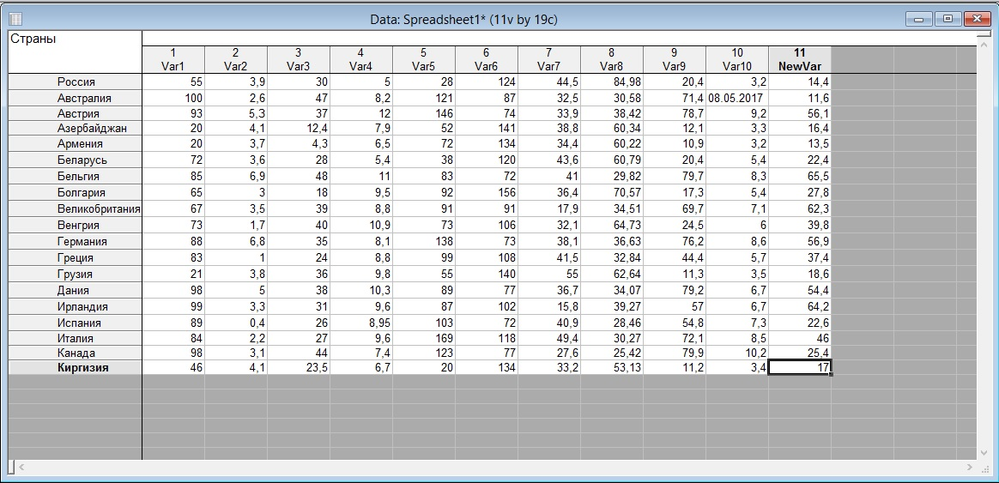 Data: Spreadsheet1* (11v by 19c)
Страны
1 2 3 4 5 6 7 8 9 10 11
Var1 Var2 Var3 Var4 Var5 Var6 Var7 Var8 Var9 Var10 NewVar
Россия 55 3,9 30 5 28 124 44,5 84,98 20,4 3,2 14,4
Австралия 100 2,6 47 8,2 121 87 32,5 30,58 71,4 08.05.2017 11,6
Австрия 93 5,3 37 12 146 74 33,9 38,42 78,7 9,2 56,1
Азербайджан 20 4,1 12,4 7,9 52 141 38,8 60,34 12,1 3,3 16,4
Армения 20 3,7 4,3 6,5 72 134 34,4 60,22 10,9 3,2 13,5
Беларусь 72 3,6 28 5,4 38 120 43,6 60,79 20,4 5,4 22,4
Бельгия 85 6,9 48 11 83 72 41 29,82 79,7 8,3 65,5
Болгария 65 3 18 9,5 92 156 36,4 70,57 17,3 5,4 27,8
Великобритания 67 3,5 39 8,8 91 91 17,9 34,51 69,7 7,1 62,3
Венгрия 73 1,7 40 10,9 73 106 32,1 64,73 24,5 6 39,8
Германия 88 6,8 35 8,1 138 73 38,1 36,63 76,2 8,6 56,9
Греция 83 1 24 8,8 99 108 41,5 32,84 44,4 5,7 37,4
Грузия 21 3,8 36 9,8 55 140 55 62,64 11,3 3,5 18,6
Дания 98 5 38 10,3 89 77 36,7 34,07 79,2 6,7 54,4
Ирландия 99 3,3 31 9,6 87 102 15,8 39,27 57 6,7 64,2
Испания 89 0,4 26 8,95 103 72 40,9 28,46 54,8 7,3 22,6
Италия 84 2,2 27 9,6 169 118 49,4 30,27 72,1 8,5 46
Канада 98 3,1 44 7,4 123 77 27,6 25,42 79,9 10,2 25,4
Киргизия 46 4,1 23,5 6,7 20 134 33,2 53,13 11,2 3,4 17